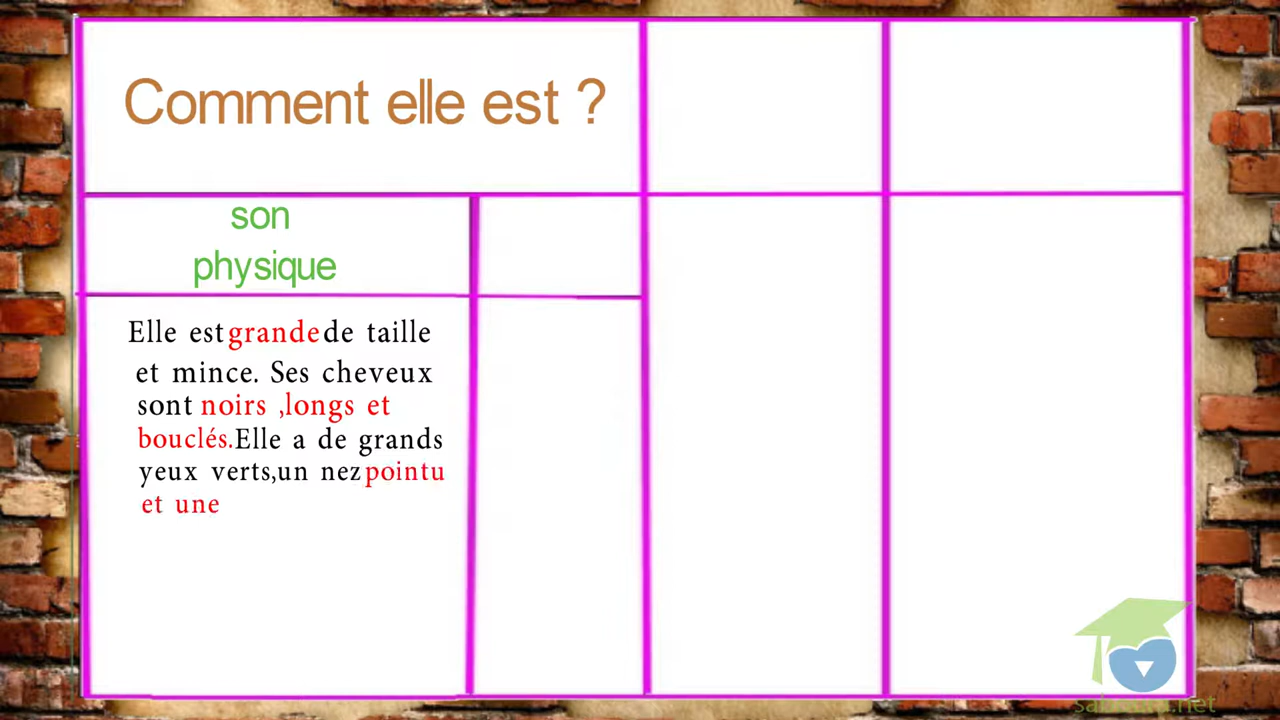 Comment elle est ?
son
physique
Elle est grande de taille
et mince. Ses cheveux
sont noirs ,longs et
bouclés.Elle a de grands
yeux verts,un nez pointu
et une